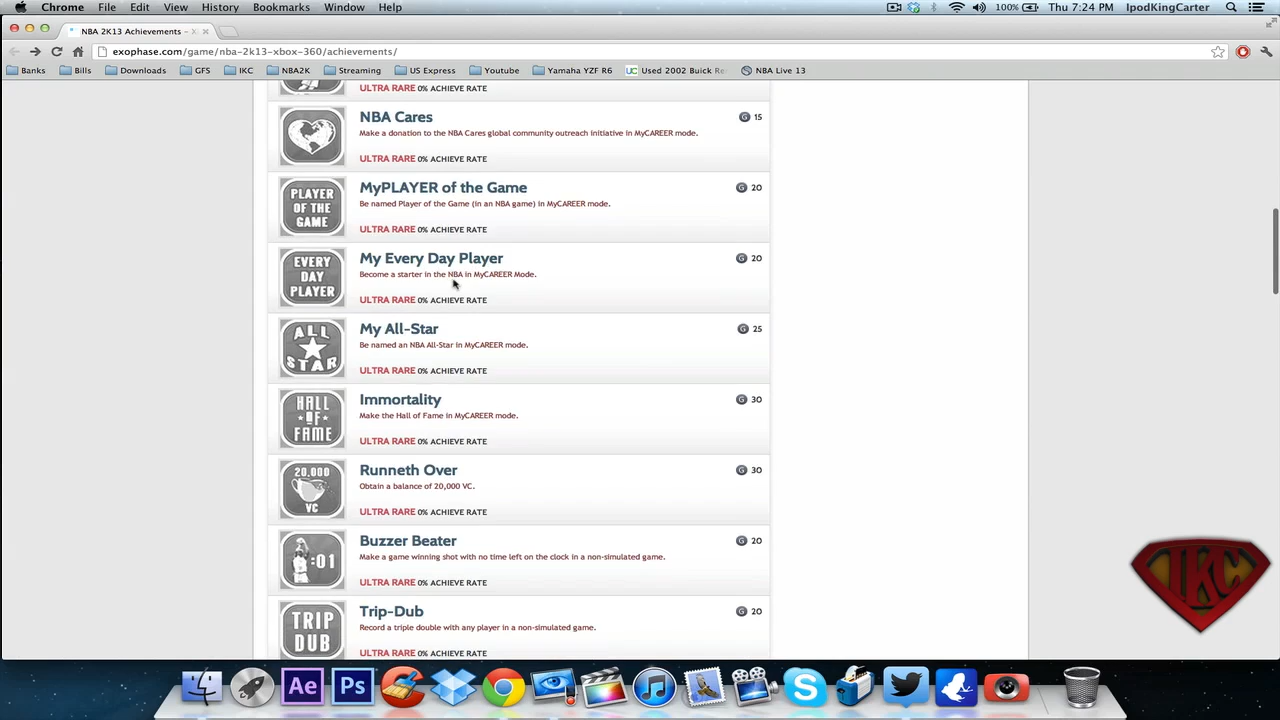 Chrome File Edit View History Bookmarks Window Help 100% Thu 7:24 PM IpodKingCarter
NBA 2K13 Achievements - X
exophase.com/game/nba-2k13-xbox-360/achievements/
Banks Bills Downloads GFS IKC NBA2K Streaming US Express Youtube Yamaha YZF R6 UC Used 2002 Buick Re NBA Live 13
ULTRA RARE 0% ACHIEVE RATE
NBA Cares G 15
Make a donation to the NBA Cares global community outreach initiative in MyCAREER mode.
ULTRA RARE 0% ACHIEVE RATE
PLAYER OF THE GAME
MyPLAYER of the Game G 20
Be named Player of the Game (in an NBA game) in MyCAREER mode.
ULTRA RARE 0% ACHIEVE RATE
EVERY DAY PLAYER
My Every Day Player G 20
Become a starter in the NBA in MyCAREER Mode.
ULTRA RARE 0% ACHIEVE RATE
ALL STAR
My All-Star G 25
Be named an NBA All-Star in MyCAREER mode.
ULTRA RARE 0% ACHIEVE RATE
HALL OF FAME
Immortality G 30
Make the Hall of Fame in MyCAREER mode.
ULTRA RARE 0% ACHIEVE RATE
20,000 VC
Runneth Over G 30
Obtain a balance of 20,000 VC.
ULTRA RARE 0% ACHIEVE RATE
:01
Buzzer Beater G 20
Make a game winning shot with no time left on the clock in a non-simulated game.
ULTRA RARE 0% ACHIEVE RATE
TRIP DUB
Trip-Dub G 20
Record a triple double with any player in a non-simulated game.
ULTRA RARE 0% ACHIEVE RATE
IKC
Ae Ps